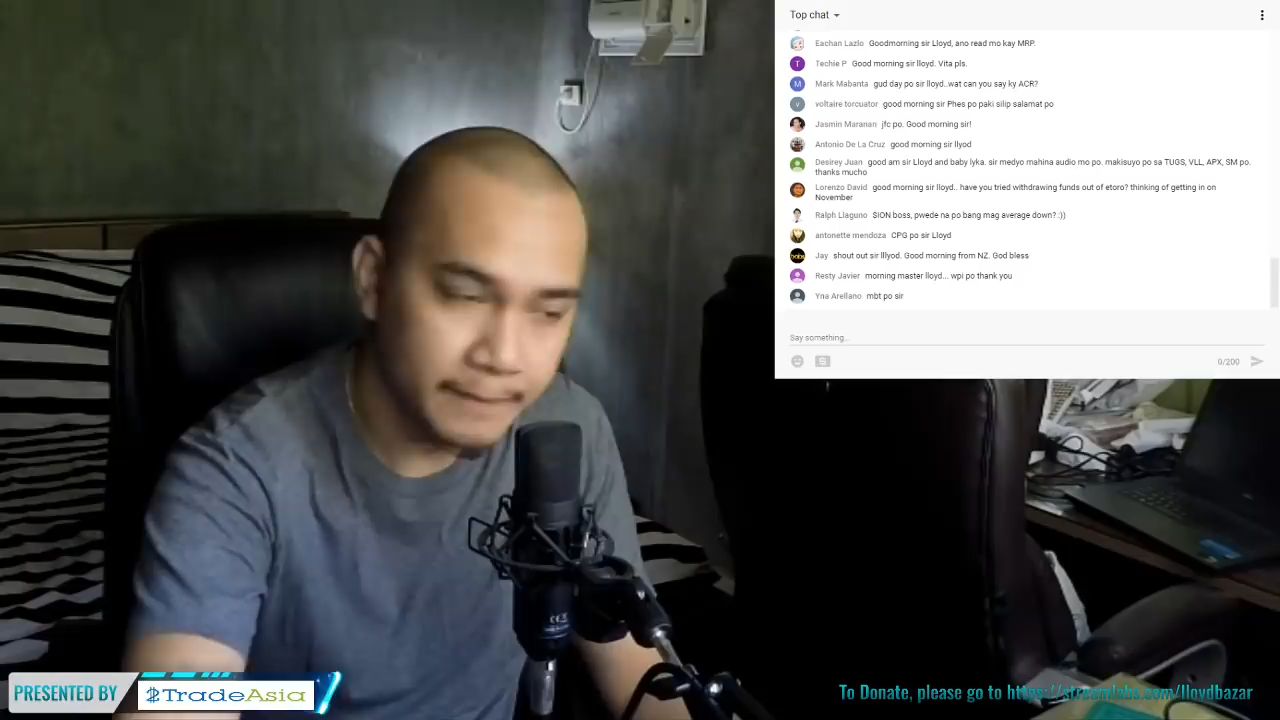 Top chat
Eachan Lazlo Goodmorning sir Lloyd, ano read mo kay MRP.
T Techie P Good morning sir lloyd. Vita pls.
M Mark Mabanta gud day po sir lloyd..wat can you say ky ACR?
v voltaire torcuator good morning sir Phes po paki silip salamat po
Jasmin Maranan jfc po. Good morning sir!
Antonio De La Cruz good morning sir llyod
Desirey Juan good am sir Lloyd and baby lyka. sir medyo mahina audio mo po. makisuyo po sa TUGS, VLL, APX, SM po.
thanks mucho
Lorenzo David good morning sir lloyd.. have you tried withdrawing funds out of etoro? thinking of getting in on
November
Ralph Llaguno SION boss, pwede na po bang mag average down? :))
antonette mendoza CPG po sir Lloyd
Jay shout out sir lllyod. Good morning from NZ. God bless
Resty Javier morning master lloyd... wpi po thank you
Yna Arellano mbt po sir
Say something...
0/200
PRESENTED BY
TradeAsia
To Donate, please go to https://streamlabs.com/lloydbazar